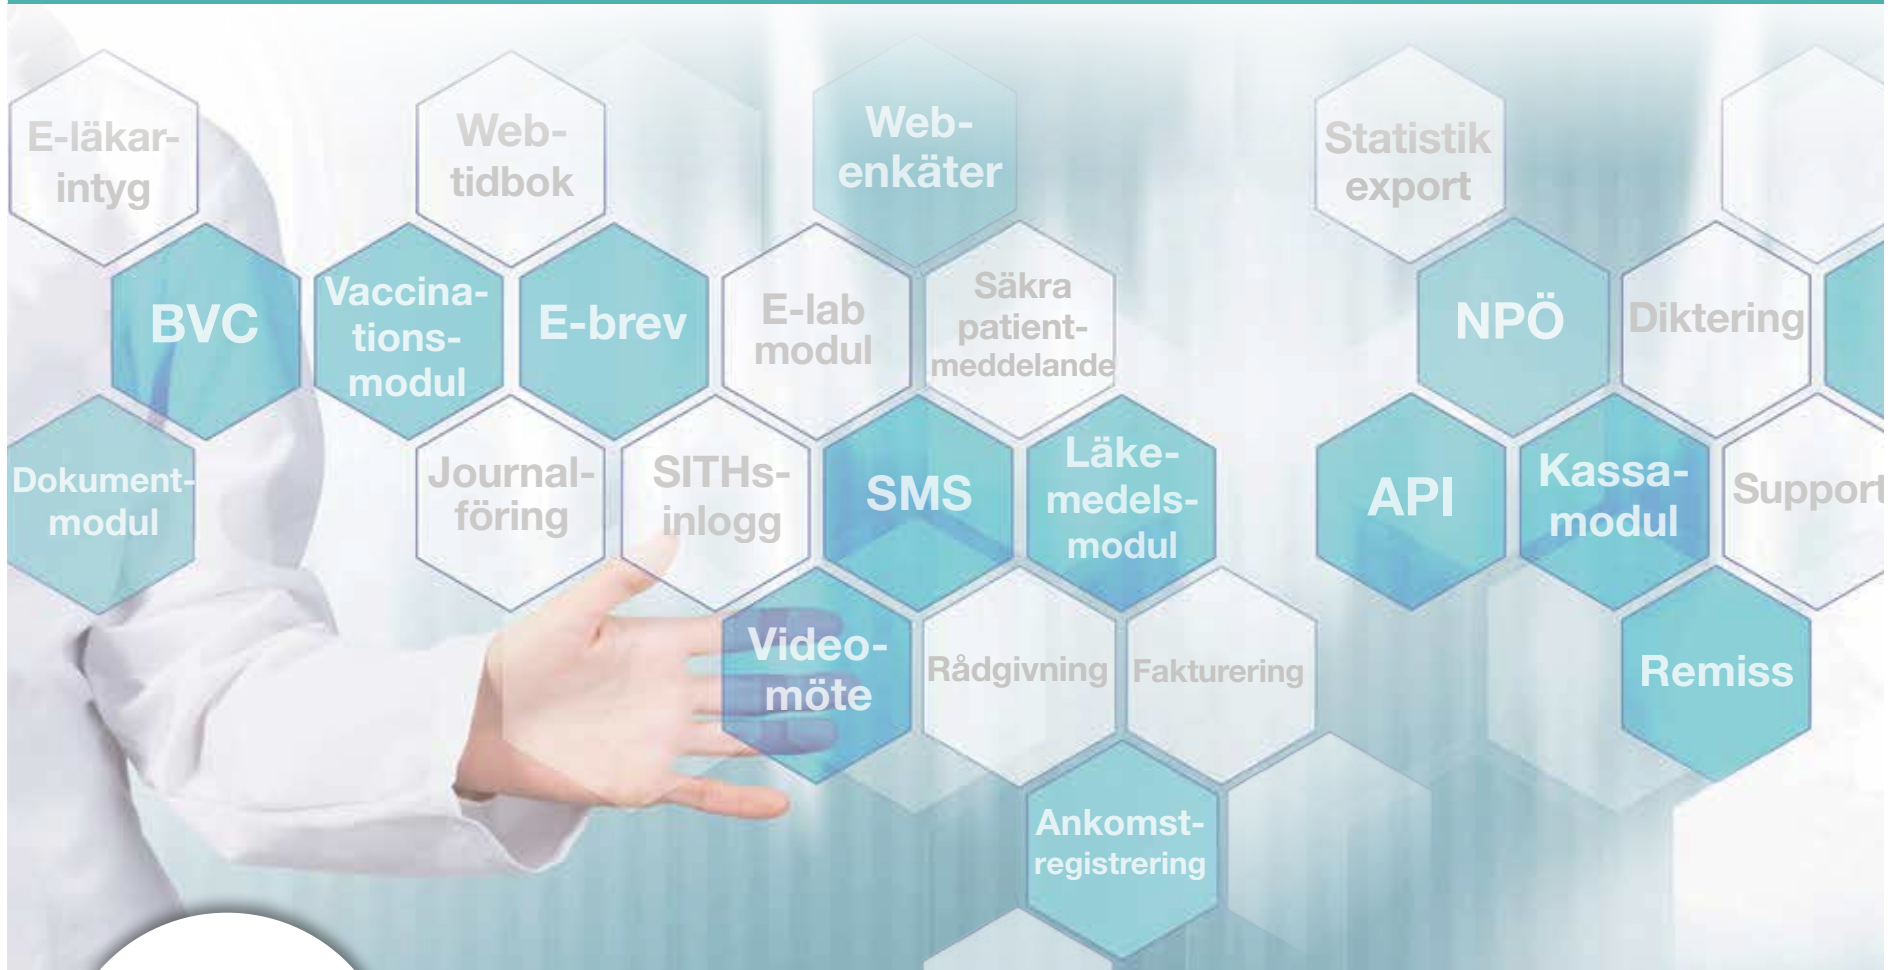 E-läkar-
intyg
Web-
tidbok
Web-
enkäter
Statistik
export
BVC
Vaccina-
tions-
modul
E-brev
E-lab
modul
Säkra
patient-
meddelande
NPÖ
Diktering
Dokument-
modul
Journal-
föring
SITHs-
inlogg
SMS
Läke-
medels-
modul
API
Kassa-
modul
Support
Video-
möte
Rådgivning
Fakturering
Remiss
Ankomst-
registrering